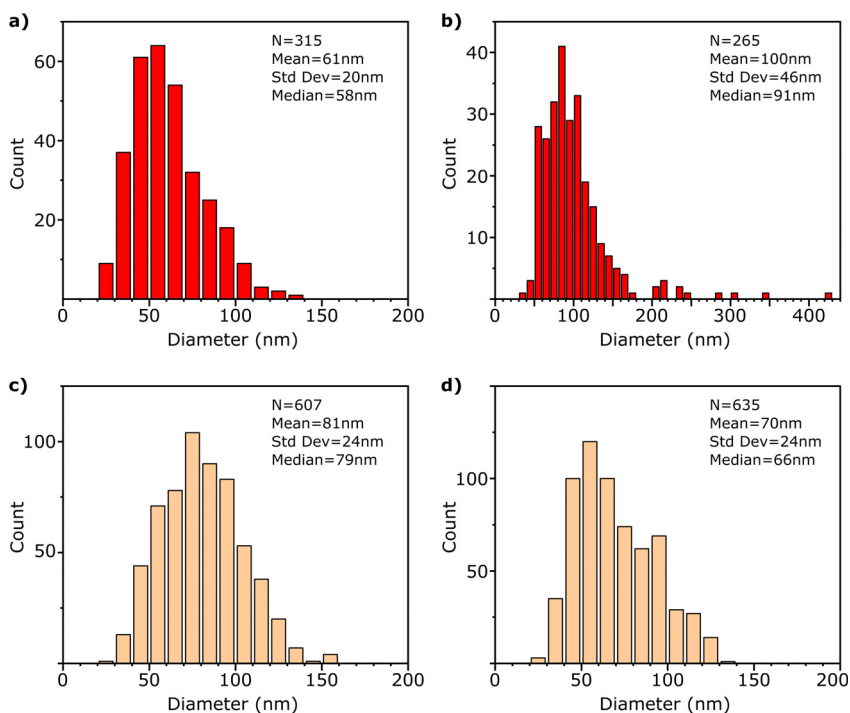 a)
N=315
Mean=61nm
Std Dev=20nm
Median=58nm
60
40
20
Count
0 50 100 150 200
Diameter (nm)
b)
N=265
Mean=100nm
Std Dev=46nm
Median=91nm
40
30
20
10
Count
0 100 200 300 400
Diameter (nm)
c)
N=607
Mean=81nm
Std Dev=24nm
Median=79nm
100
50
Count
0 50 100 150 200
Diameter (nm)
d)
N=635
Mean=70nm
Std Dev=24nm
Median=66nm
100
50
Count
0 50 100 150 200
Diameter (nm)